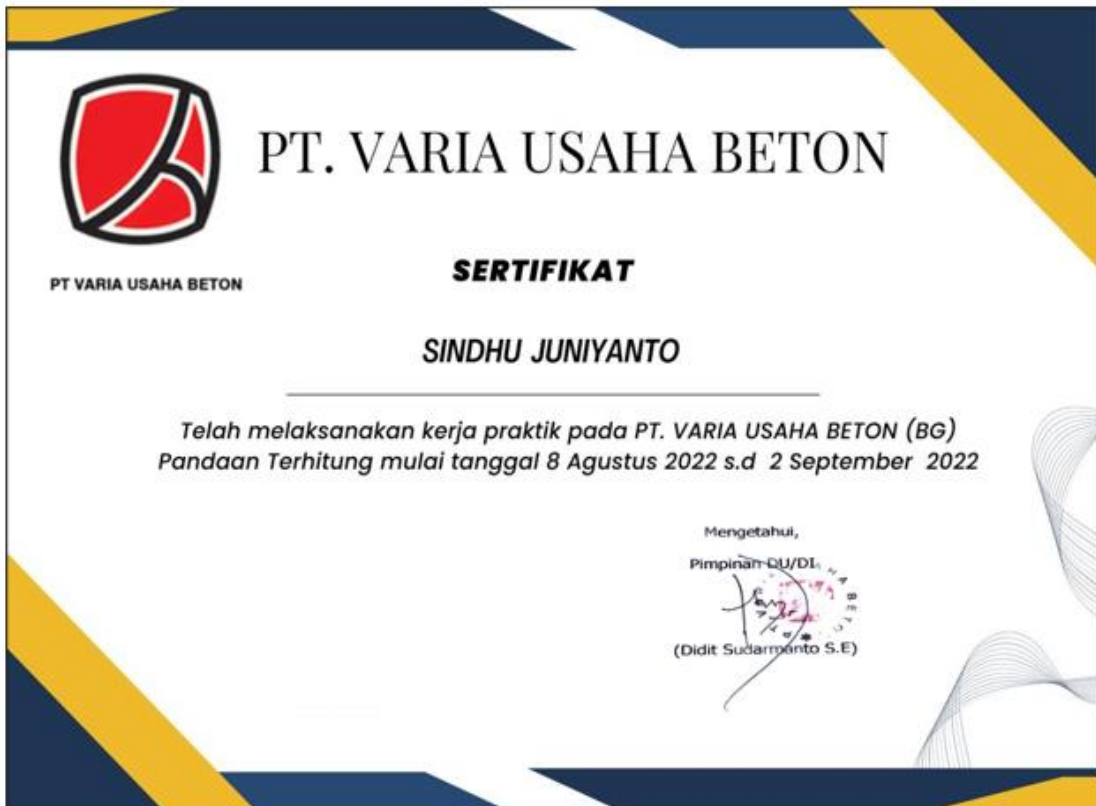 PT. VARIA USAHA BETON
PT VARIA USAHA BETON
SERTIFIKAT
SINDHU JUNIYANTO
Telah melaksanakan kerja praktik pada PT. VARIA USAHA BETON (BG)
Pandaan Terhitung mulai tanggal 8 Agustus 2022 s.d 2 September 2022
Mengetahui,
Pimpinan DU/DI
(Didit Sudarmanto S.E)